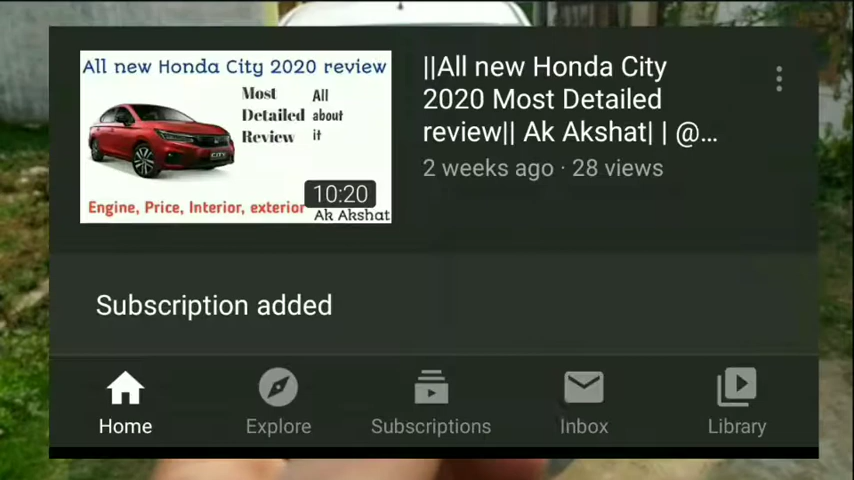 All new Honda City 2020 review
Most
Detailed
Review
All
about
it
CITY
10:20
Engine, Price, Interior, exterior
Ak Akshat
||All new Honda City
2020 Most Detailed
review|| Ak Akshat| | @...
2 weeks ago · 28 views
Subscription added
Home
Explore
Subscriptions
Inbox
Library